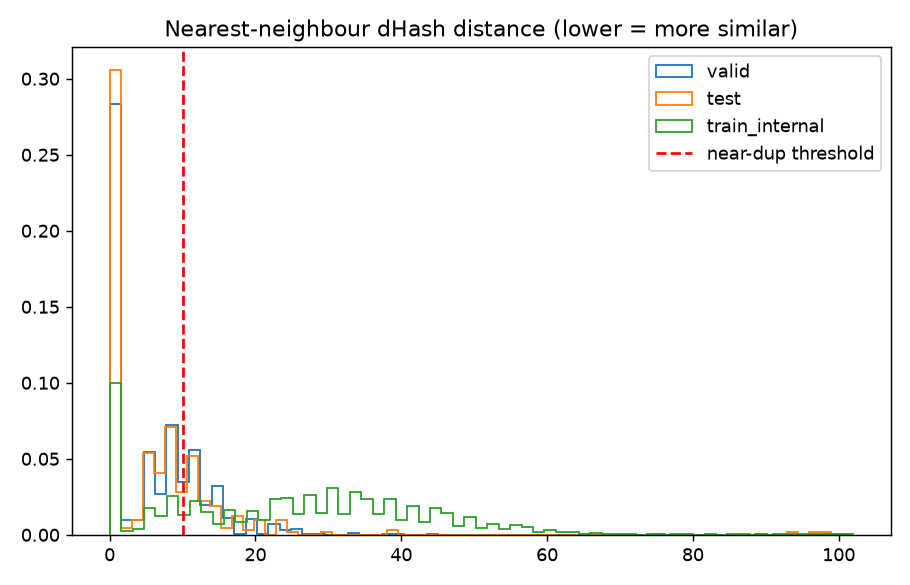 Nearest-neighbour dHash distance (lower = more similar)
valid
test
train_internal
near-dup threshold
0.30
0.25
0.20
0.15
0.10
0.05
0.00
0 20 40 60 80 100